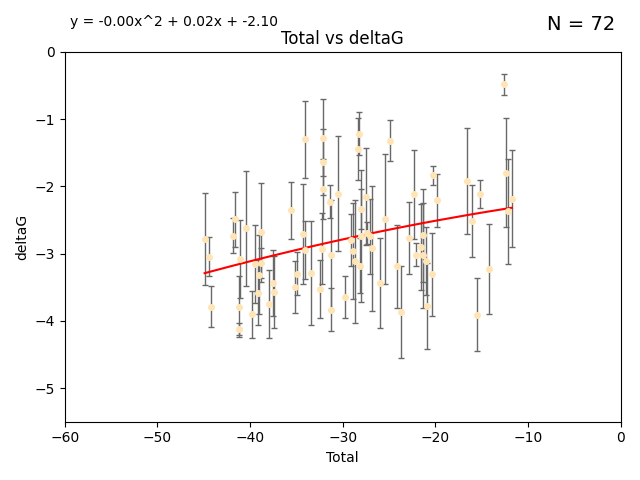 y = -0.00x^2 + 0.02x + -2.10
N = 72
Total vs deltaG
deltaG
0
−1
−2
−3
−4
−5
−60 −50 −40 −30 −20 −10 0
Total